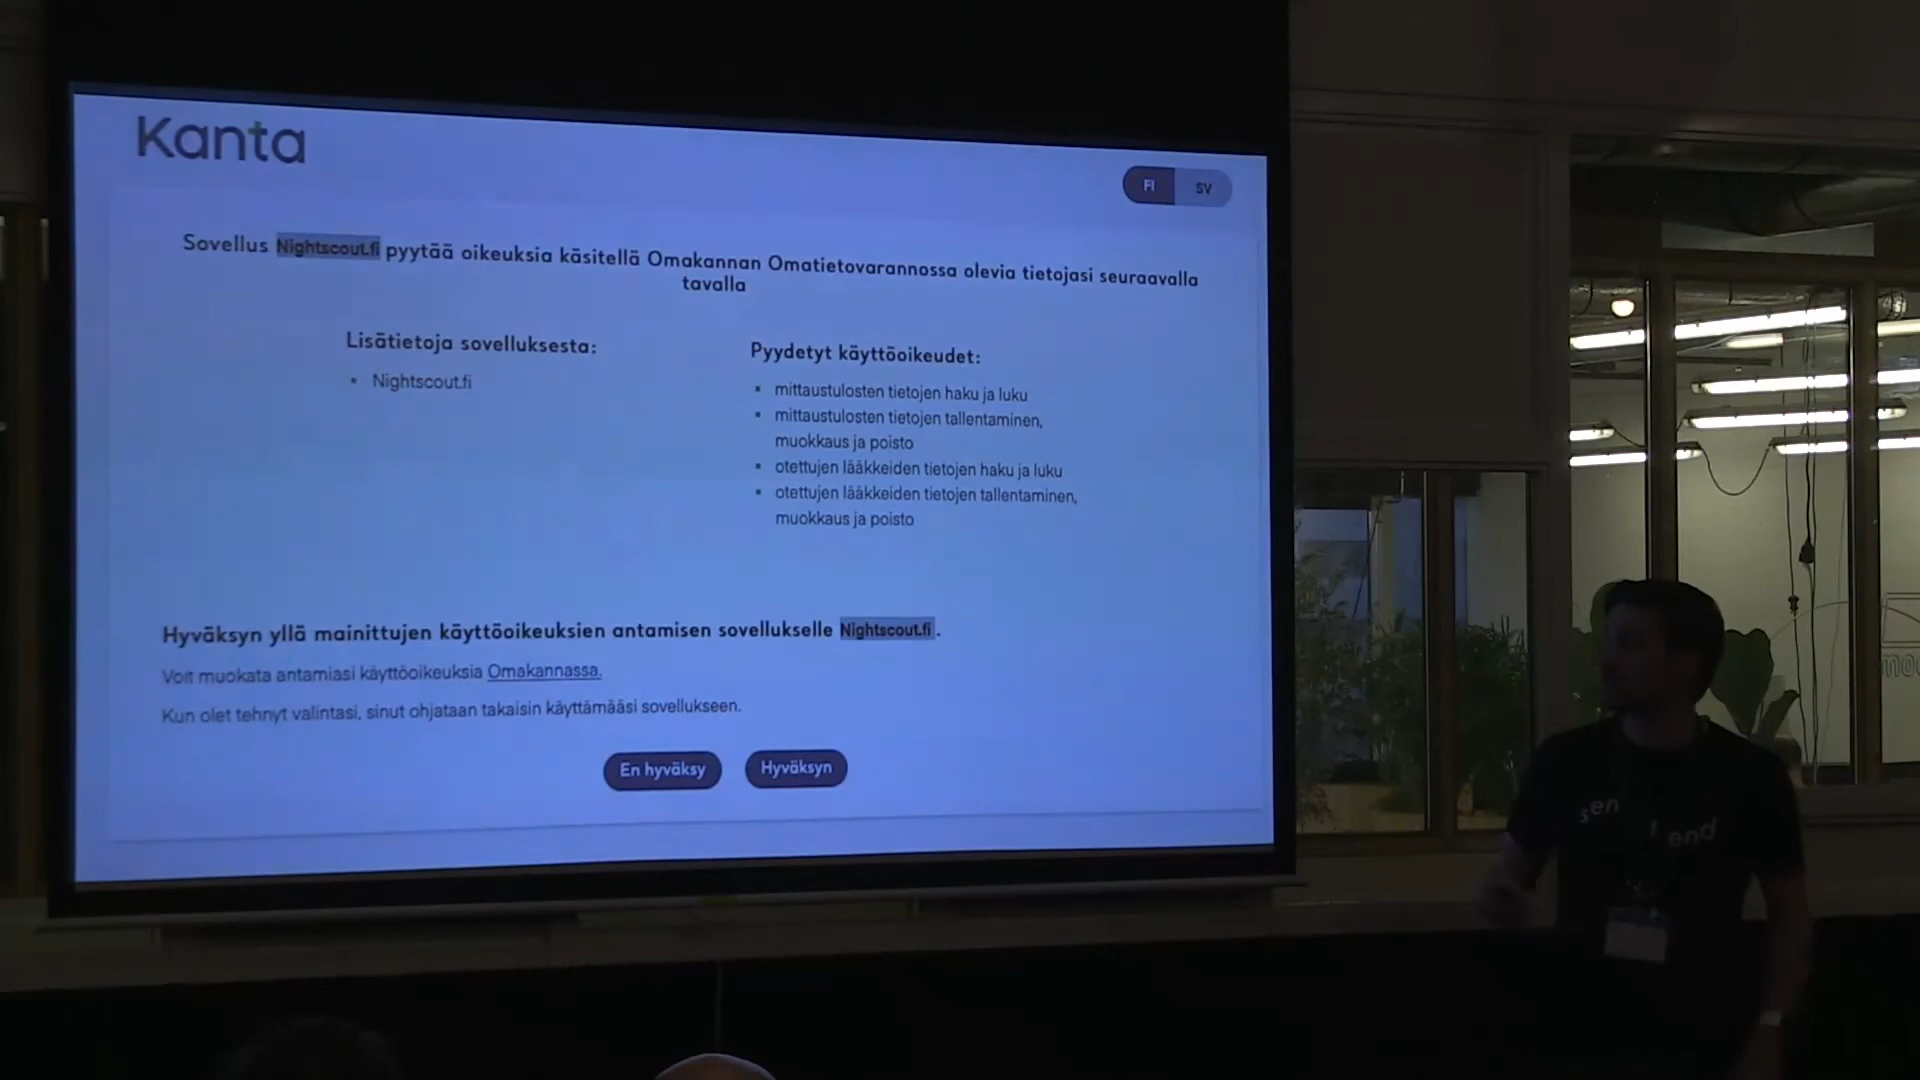 Kanta
FI SV
Sovellus Nightscout.fi pyytää oikeuksia käsitellä Omakannan Omatietovarannossa olevia tietojasi seuraavalla
tavalla
Lisätietoja sovelluksesta:
• Nightscout.fi
Pyydetyt käyttöoikeudet:
• mittaustulosten tietojen haku ja luku
• mittaustulosten tietojen tallentaminen,
muokkaus ja poisto
• otettujen lääkkeiden tietojen haku ja luku
• otettujen lääkkeiden tietojen tallentaminen,
muokkaus ja poisto
Hyväksyn yllä mainittujen käyttöoikeuksien antamisen sovellukselle Nightscout.fi.
Voit muokata antamiasi käyttöoikeuksia Omakannassa.
Kun olet tehnyt valintasi, sinut ohjataan takaisin käyttämääsi sovellukseen.
En hyväksy Hyväksyn
sen
end